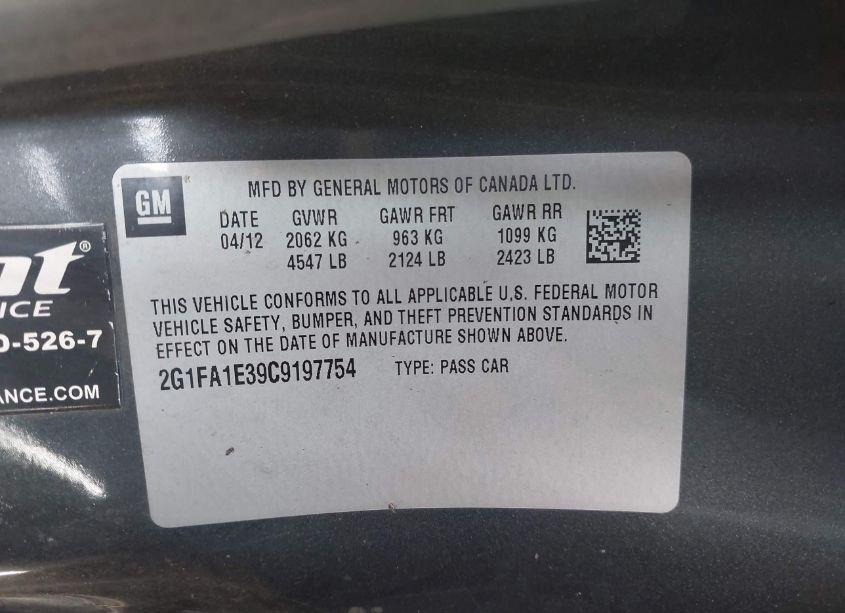 GM
MFD BY GENERAL MOTORS OF CANADA LTD.
DATE GVWR GAWR FRT GAWR RR
04/12 2062 KG 963 KG 1099 KG
4547 LB 2124 LB 2423 LB
THIS VEHICLE CONFORMS TO ALL APPLICABLE U.S. FEDERAL MOTOR
VEHICLE SAFETY, BUMPER, AND THEFT PREVENTION STANDARDS IN
EFFECT ON THE DATE OF MANUFACTURE SHOWN ABOVE.
2G1FA1E39C9197754 TYPE: PASS CAR
-526-7
ANCE.COM